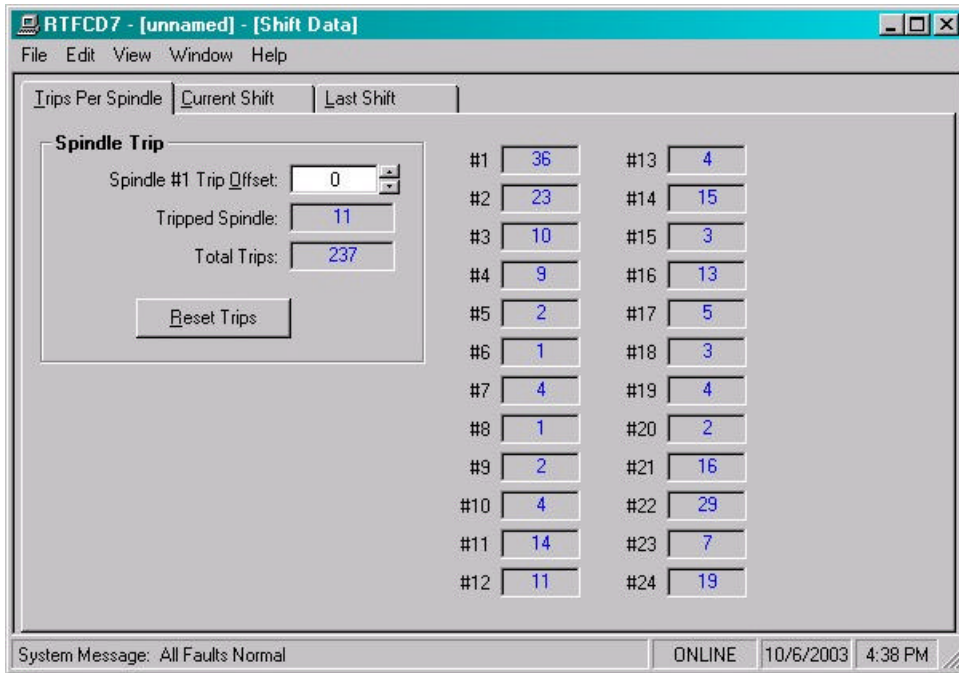 RTFCD7 - [unnamed] - [Shift Data]
File Edit View Window Help
Trips Per Spindle Current Shift Last Shift
Spindle Trip
Spindle #1 Trip Offset: 0
Tripped Spindle: 11
Total Trips: 237
Reset Trips
#1 36
#2 23
#3 10
#4 9
#5 2
#6 1
#7 4
#8 1
#9 2
#10 4
#11 14
#12 11
#13 4
#14 15
#15 3
#16 13
#17 5
#18 3
#19 4
#20 2
#21 16
#22 29
#23 7
#24 19
System Message: All Faults Normal ONLINE 10/6/2003 4:38 PM